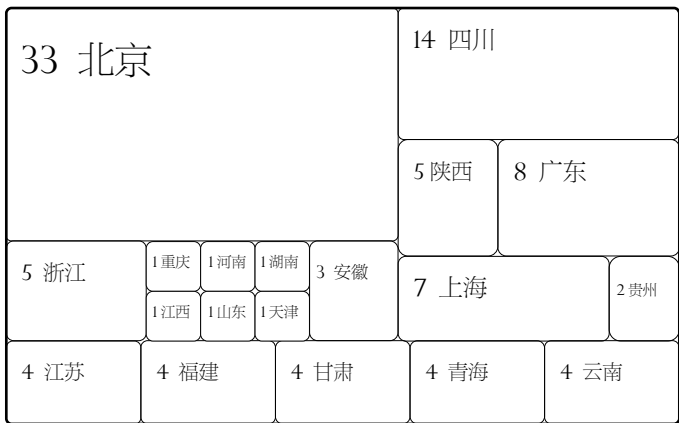 33 北京
14 四川
5 陕西
8 广东
5 浙江
1 重庆
1 河南
1 湖南
3 安徽
1 江西
1 山东
1 天津
7 上海
2 贵州
4 江苏
4 福建
4 甘肃
4 青海
4 云南